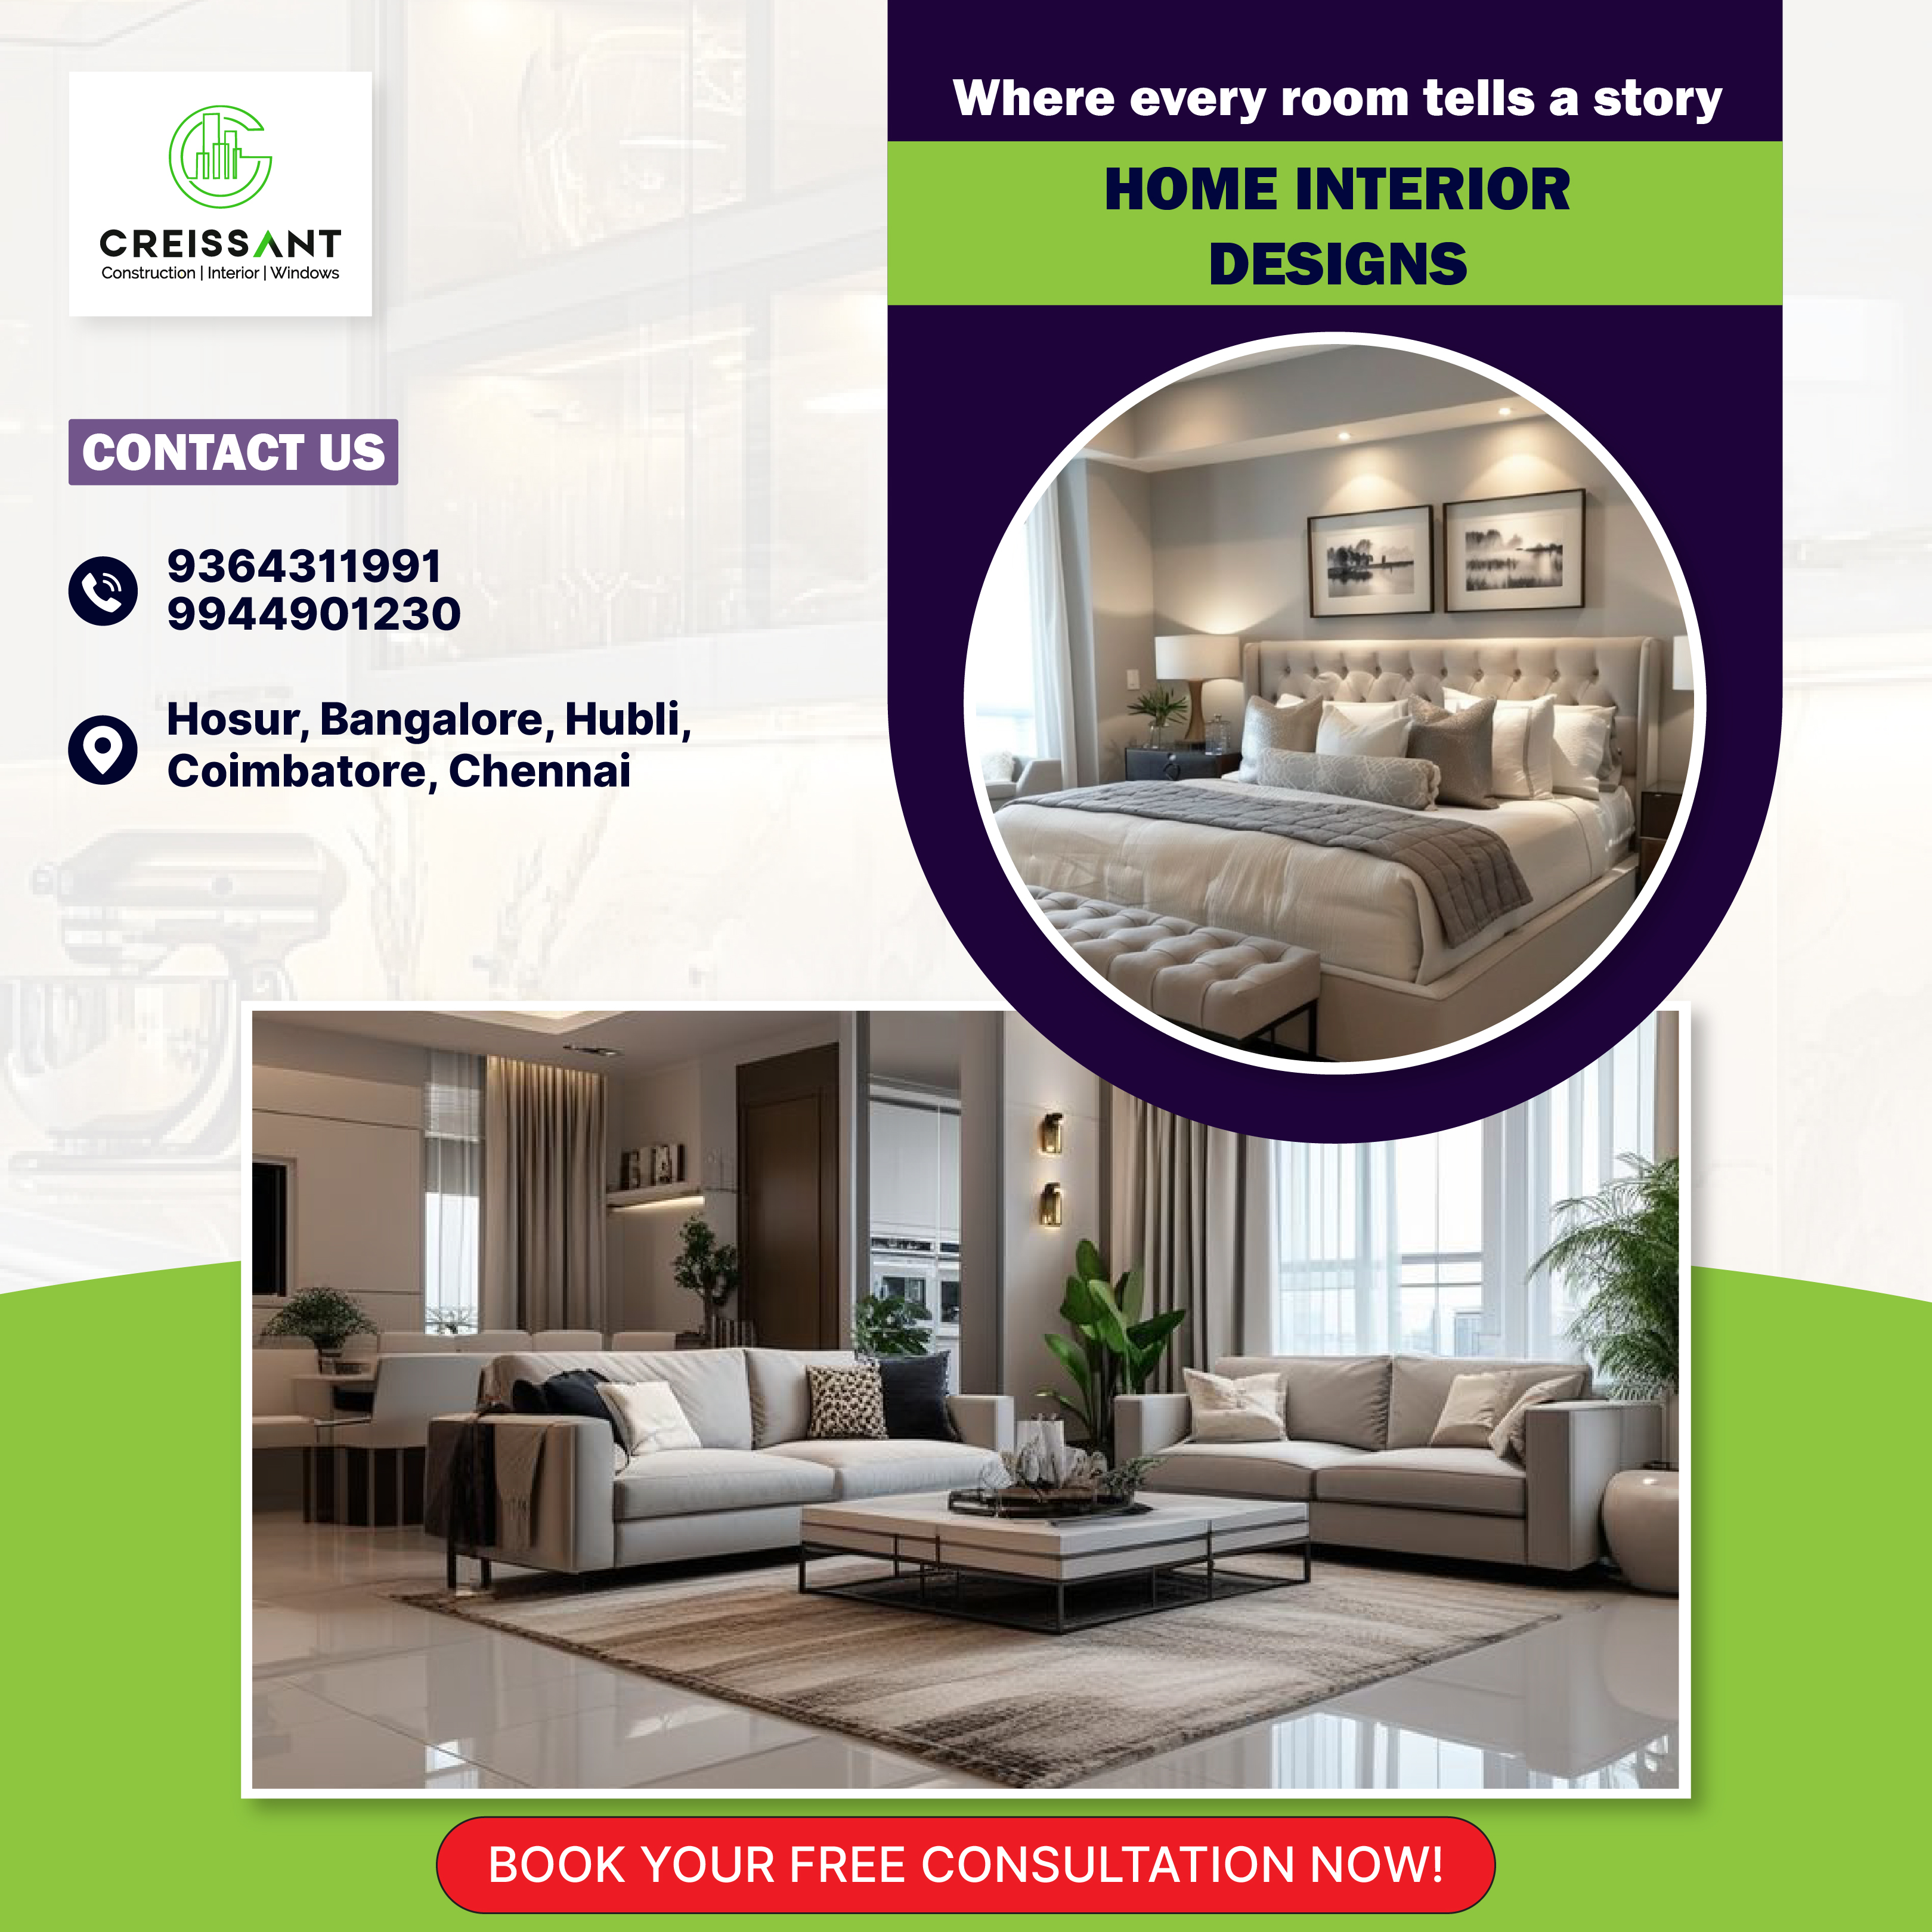 CREISSANT
Construction | Interior | Windows
Where every room tells a story
HOME INTERIOR
DESIGNS
CONTACT US
9364311991
9944901230
Hosur, Bangalore, Hubli,
Coimbatore, Chennai
BOOK YOUR FREE CONSULTATION NOW!